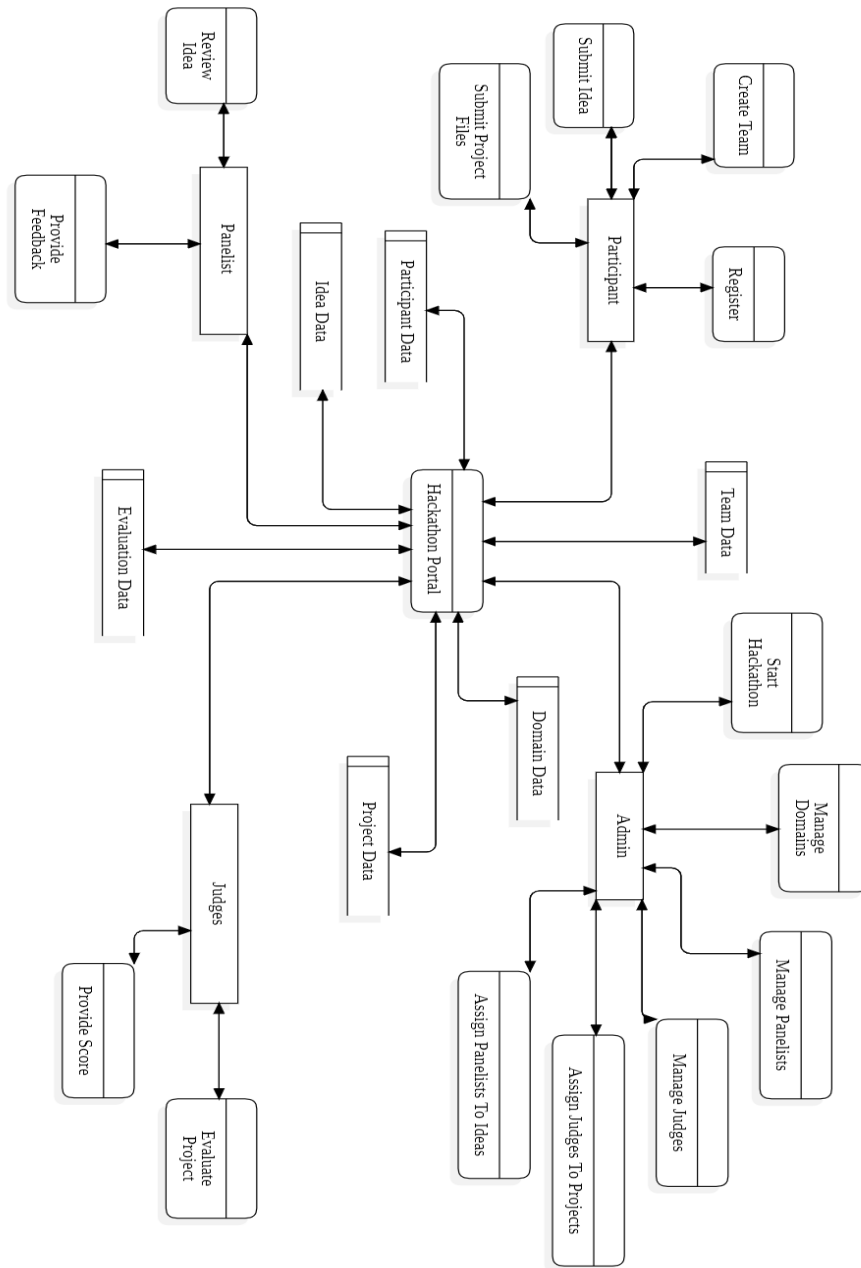 Create Team
Register
Team Data
Start
Hackathon
Manage
Domains
Manage Panelists
Manage Judges
Submit Idea
Participant
Admin
Assign Judges To Projects
Submit Project
Files
Domain Data
Assign Panelists To Ideas
Participant Data
Hackathon Portal
Project Data
Idea Data
Review
Idea
Panelist
Judges
Evaluate
Project
Evaluation Data
Provide Score
Provide
Feedback